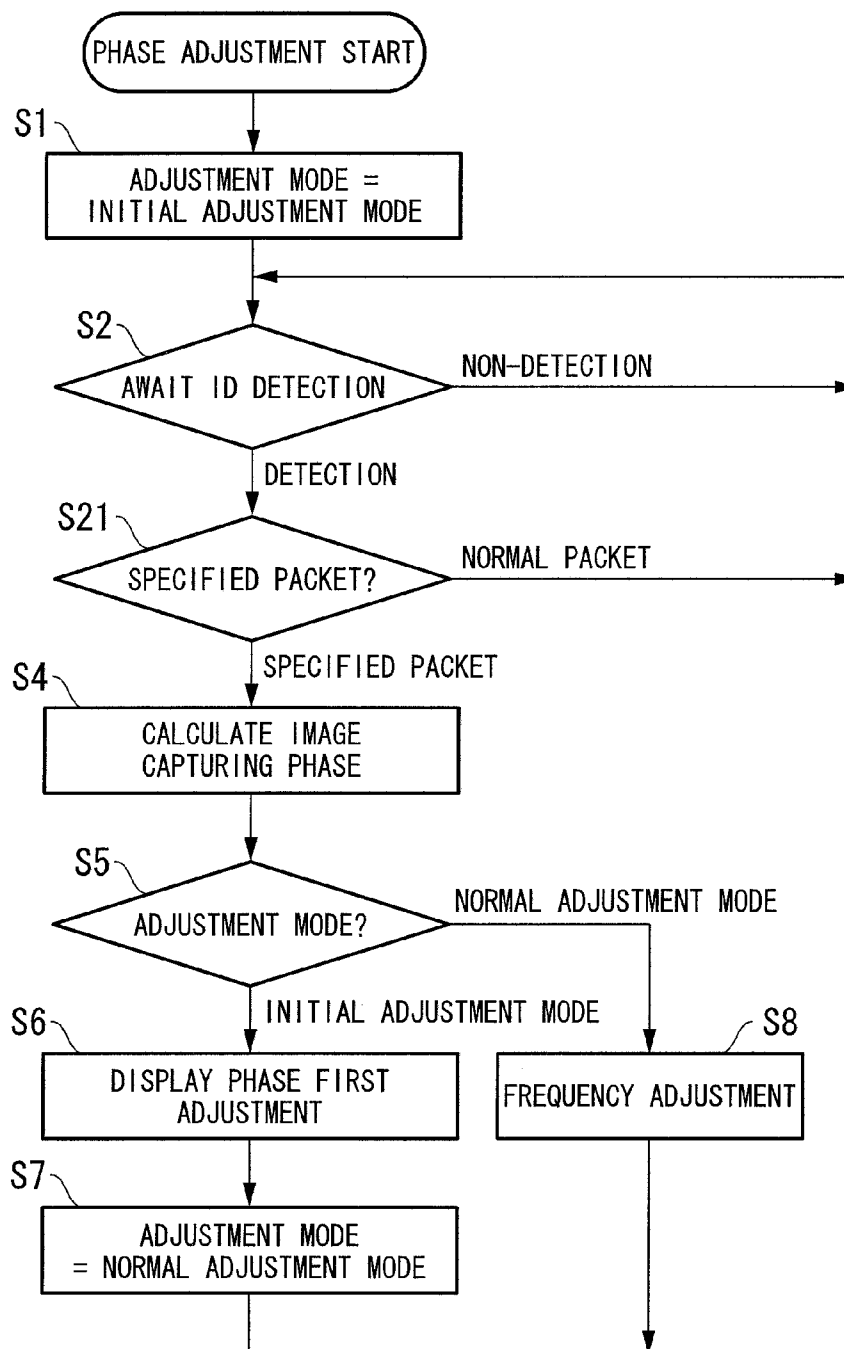 PHASE ADJUSTMENT START
S1
ADJUSTMENT MODE =
INITIAL ADJUSTMENT MODE
S2
AWAIT ID DETECTION
NON-DETECTION
DETECTION
S21
SPECIFIED PACKET?
NORMAL PACKET
SPECIFIED PACKET
S4
CALCULATE IMAGE
CAPTURING PHASE
S5
ADJUSTMENT MODE?
NORMAL ADJUSTMENT MODE
INITIAL ADJUSTMENT MODE
S6
DISPLAY PHASE FIRST
ADJUSTMENT
S8
FREQUENCY ADJUSTMENT
S7
ADJUSTMENT MODE
= NORMAL ADJUSTMENT MODE